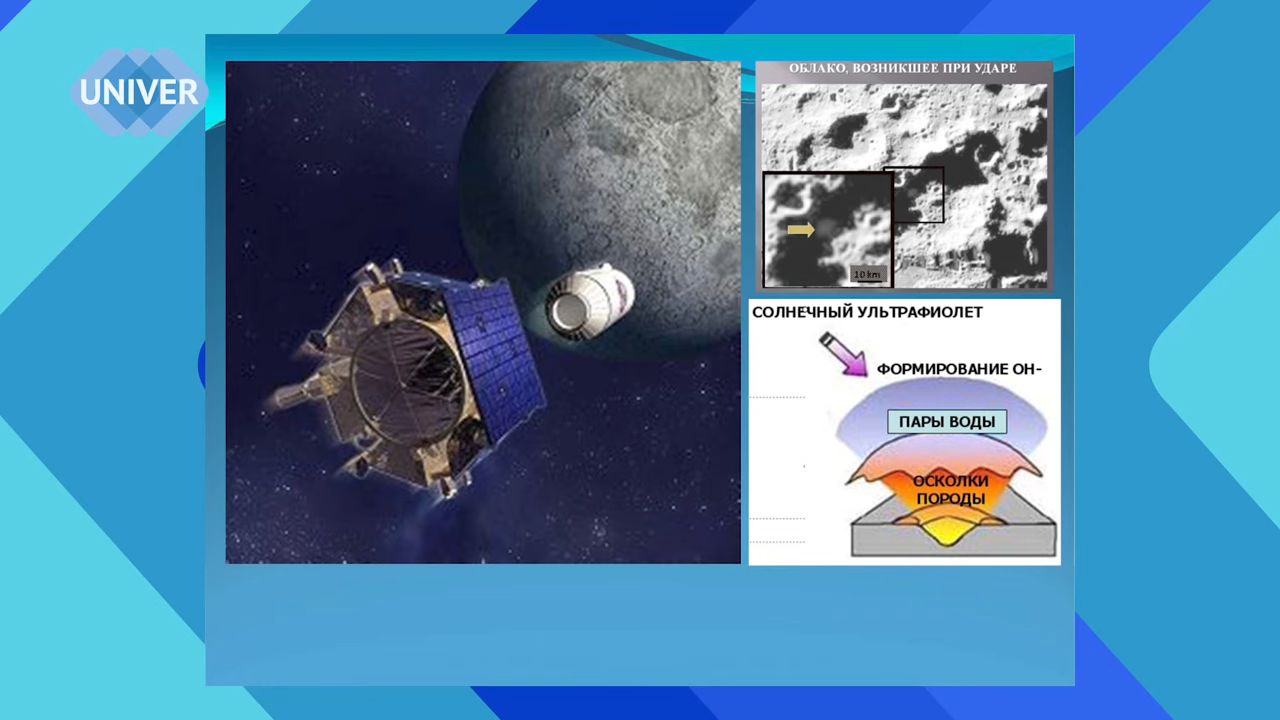 UNIVER
ОБЛАКО, ВОЗНИКШЕЕ ПРИ УДАРЕ
10 km
СОЛНЕЧНЫЙ УЛЬТРАФИОЛЕТ
ФОРМИРОВАНИЕ ОН-
ПАРЫ ВОДЫ
ОСКОЛКИ
ПОРОДЫ